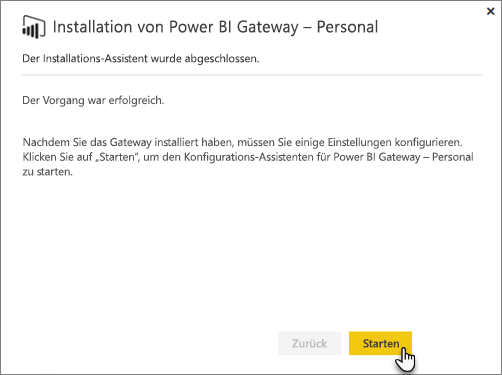 Installation von Power BI Gateway – Personal
Der Installations-Assistent wurde abgeschlossen.
Der Vorgang war erfolgreich.
Nachdem Sie das Gateway installiert haben, müssen Sie einige Einstellungen konfigurieren.
Klicken Sie auf „Starten“, um den Konfigurations-Assistenten für Power BI Gateway – Personal
zu starten.
Zurück
Starten